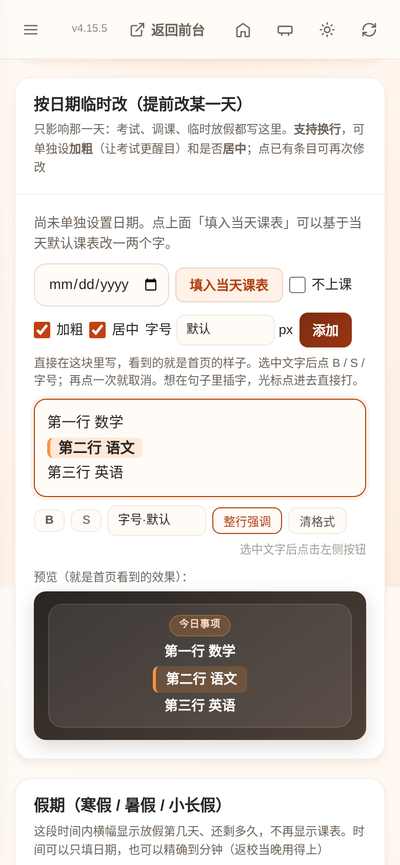 v4.15.5 返回前台
按日期临时改（提前改某一天）
只影响那一天：考试、调课、临时放假都写这里。支持换行，可
单独设加粗（让考试更醒目）和是否居中；点已有条目可再次修
改
尚未单独设置日期。点上面「填入当天课表」可以基于当
天默认课表改一两个字。
mm/dd/yyyy 填入当天课表 不上课
加粗 居中 字号 默认 px 添加
直接在这块里写，看到的就是首页的样子。选中文字后点 B / S /
字号；再点一次就取消。想在句子里插字，光标点进去直接打。
第一行 数学
第二行 语文
第三行 英语
B S 字号·默认 整行强调 清格式
选中文字后点击左侧按钮
预览（就是首页看到的效果）：
今日事项
第一行 数学
第二行 语文
第三行 英语
假期（寒假 / 暑假 / 小长假）
这段时间内横幅显示放假第几天、还剩多久，不再显示课表。时
间可以只填日期，也可以精确到分钟（返校当晚用得上）